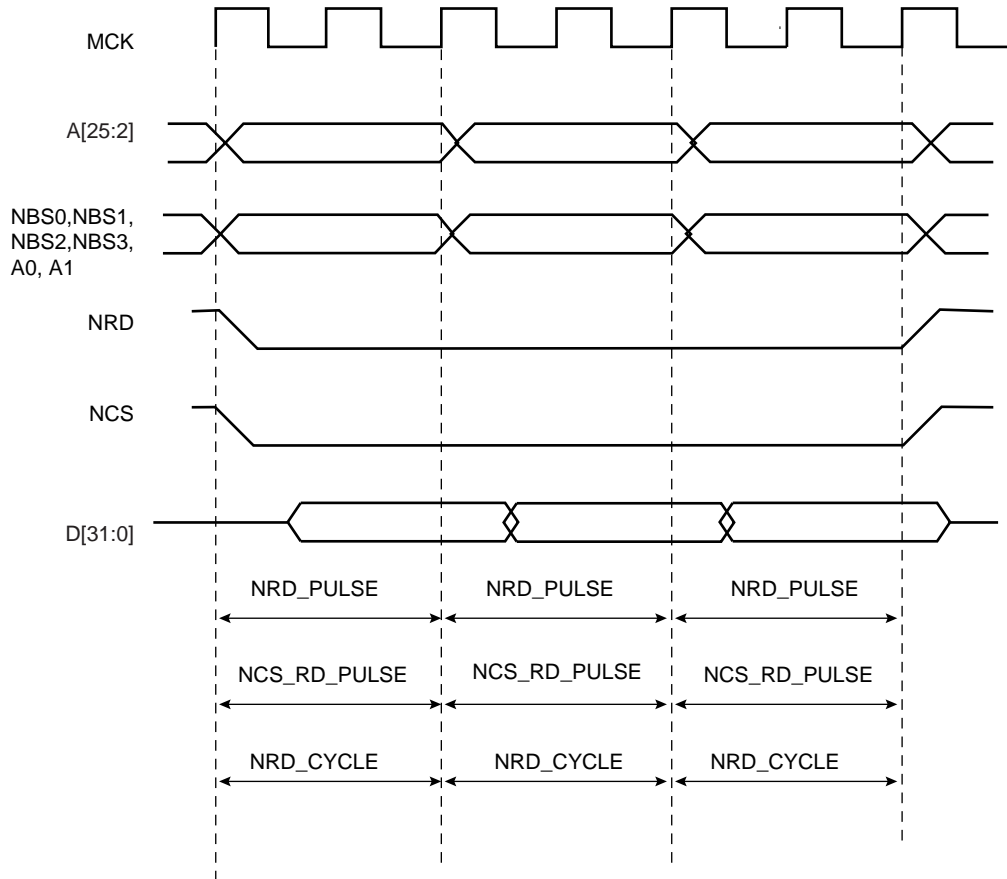 MCK
A[25:2]
NBS0,NBS1,
NBS2,NBS3,
A0, A1
NRD
NCS
D[31:0]
NRD_PULSE NRD_PULSE NRD_PULSE
NCS_RD_PULSE NCS_RD_PULSE NCS_RD_PULSE
NRD_CYCLE NRD_CYCLE NRD_CYCLE